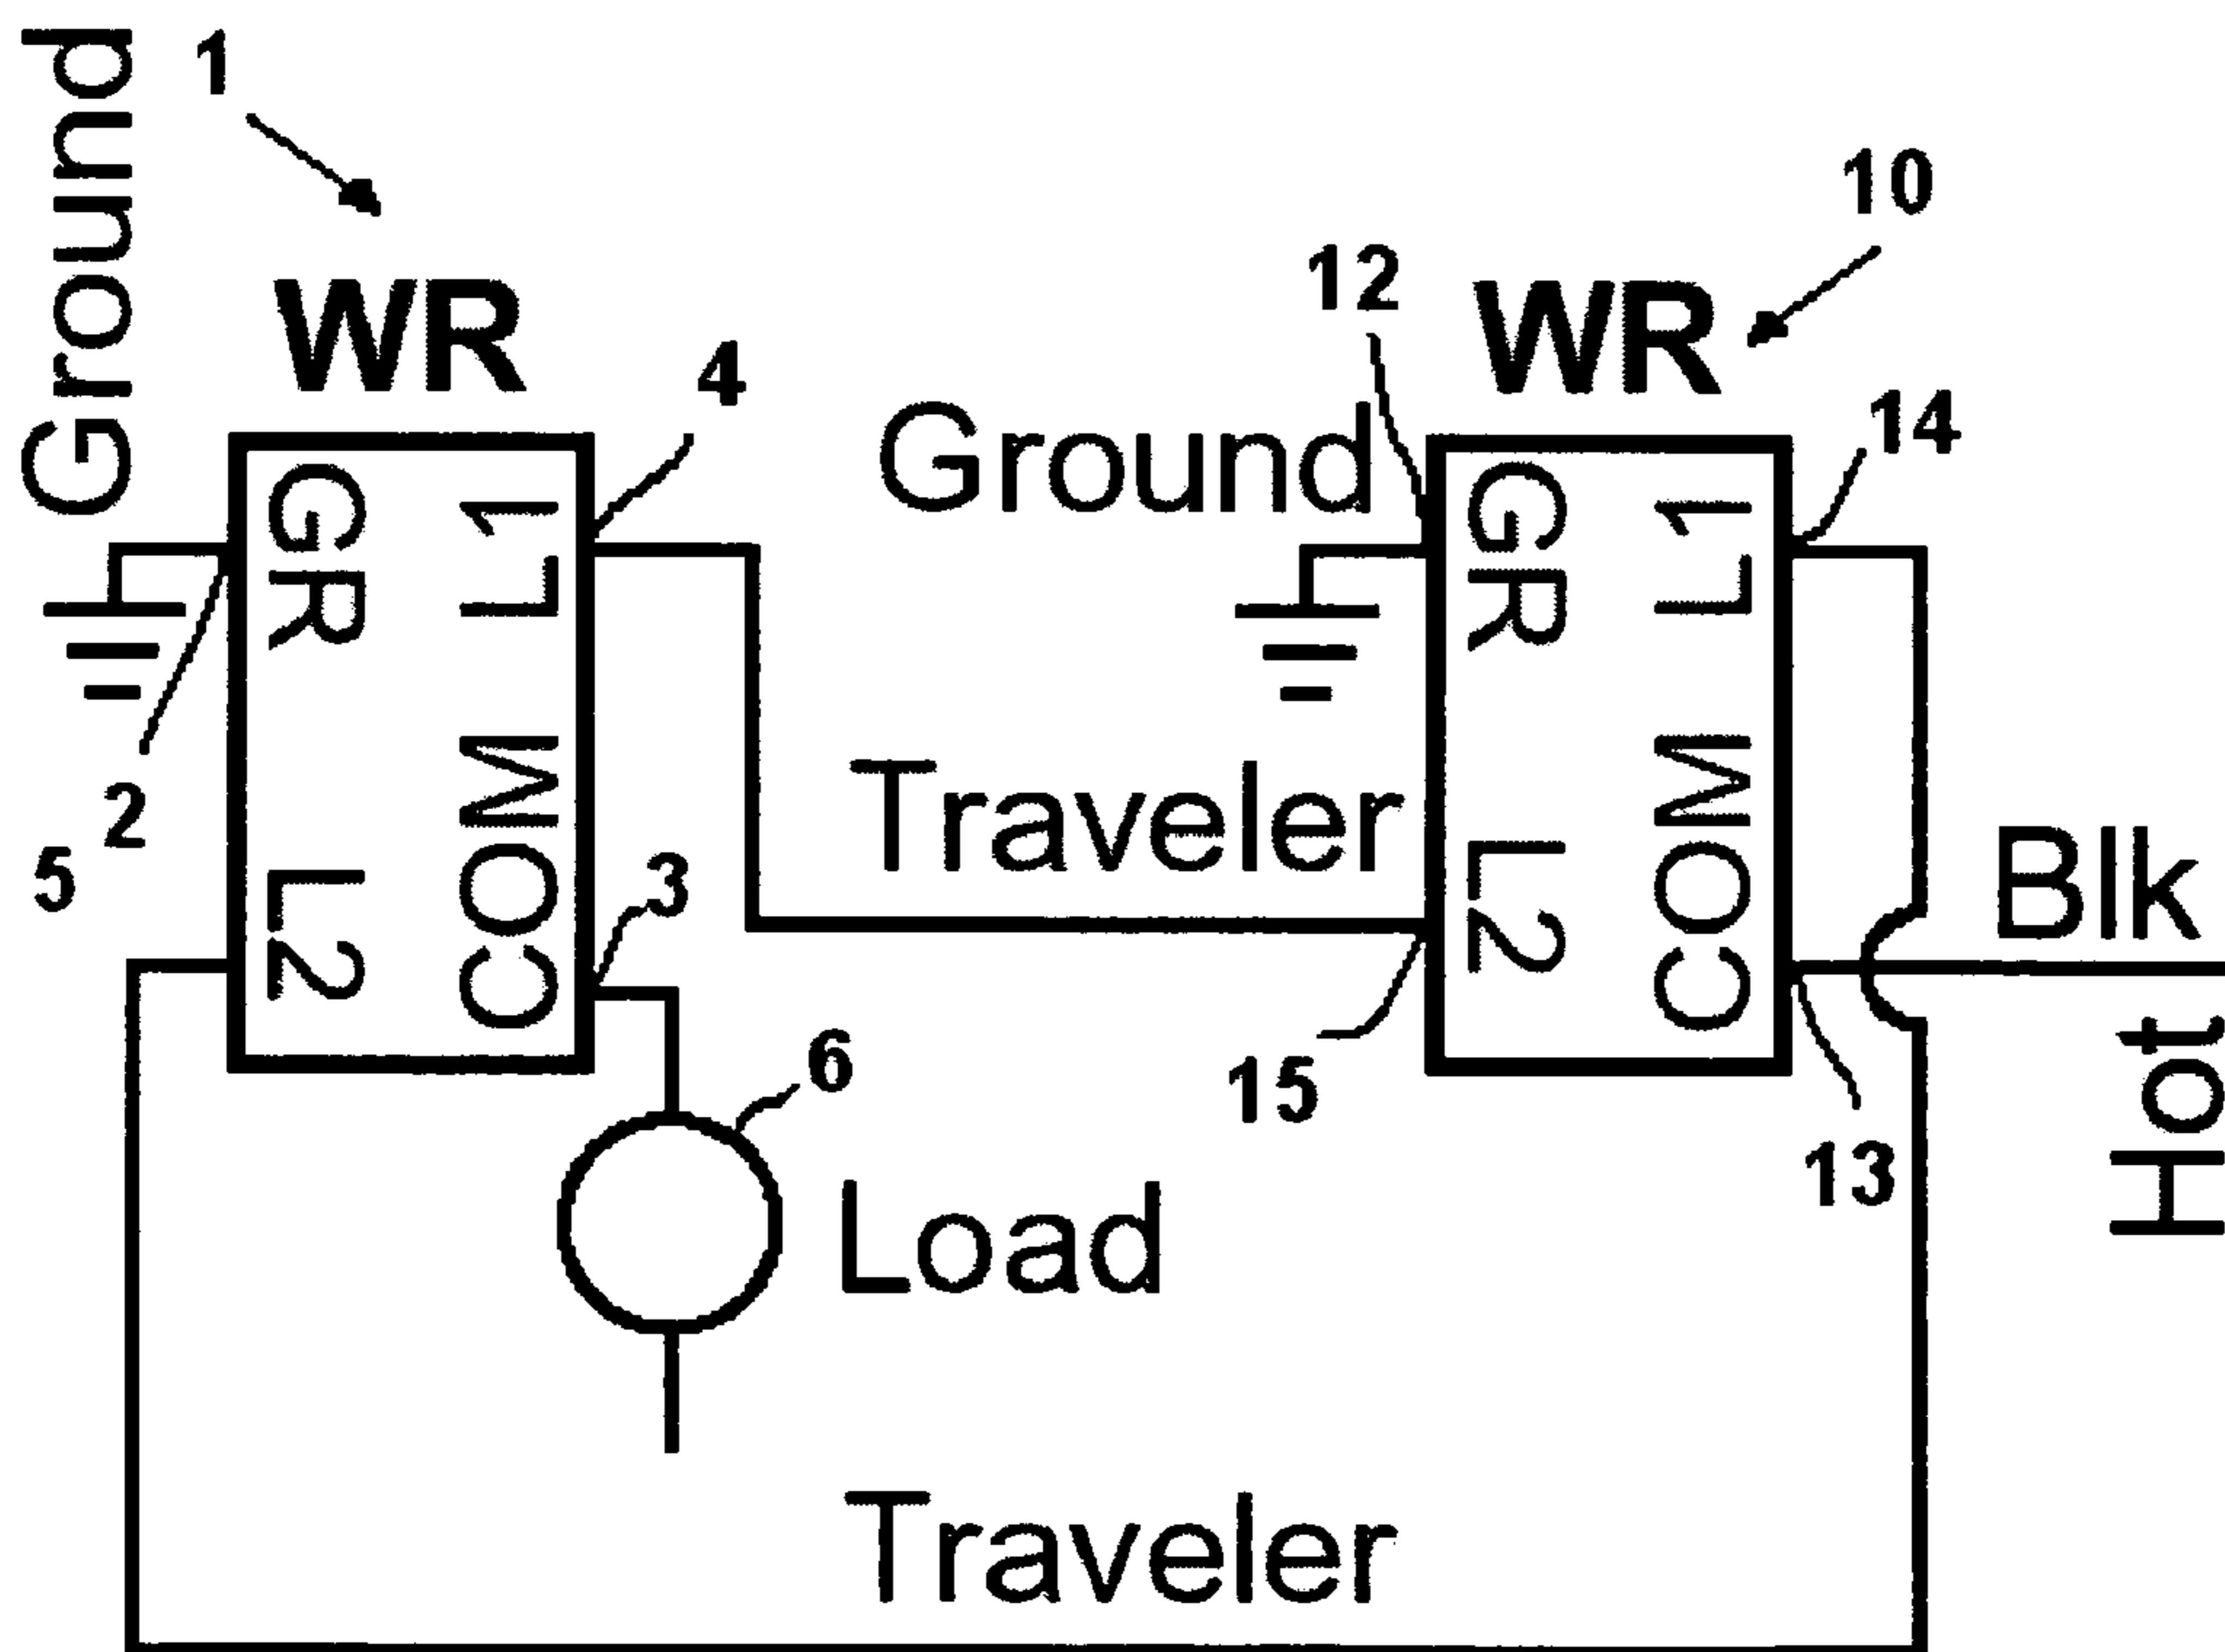 Ground
1
10
12
WR
WR
4
14
Ground
GR
L1
GR
L1
2
5
Traveler
L2
COM
3
L2
COM
Blk
6
15
Hot
13
Load
Traveler